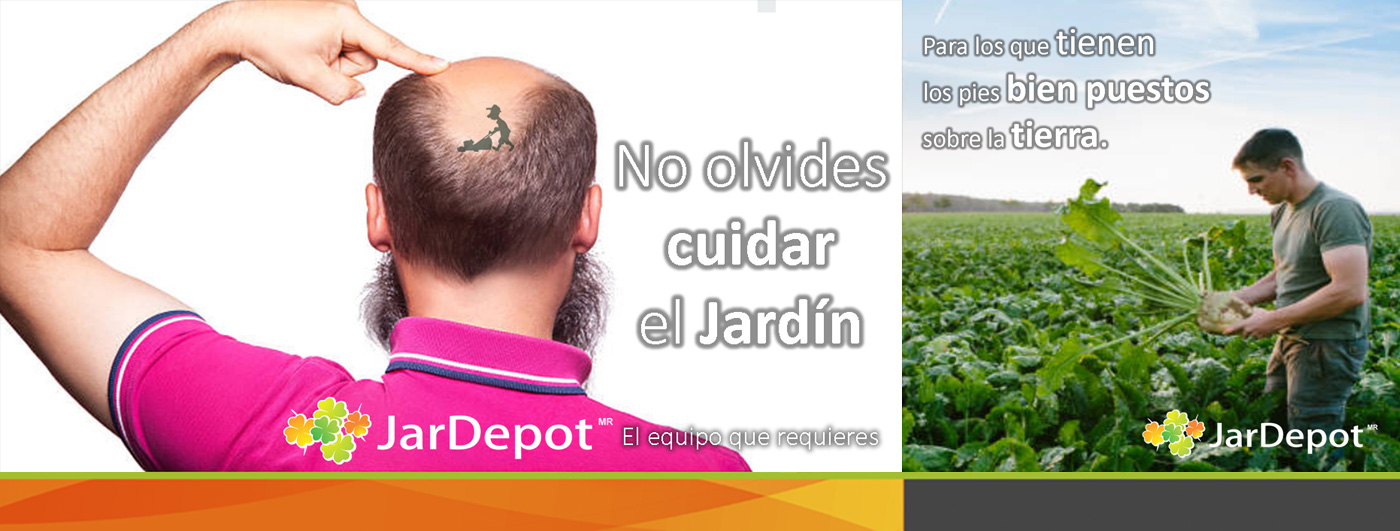 No olvides
cuidar
el Jardín
JarDepot MR
El equipo que requieres
Para los que tienen
los pies bien puestos
sobre la tierra.
JarDepot MR